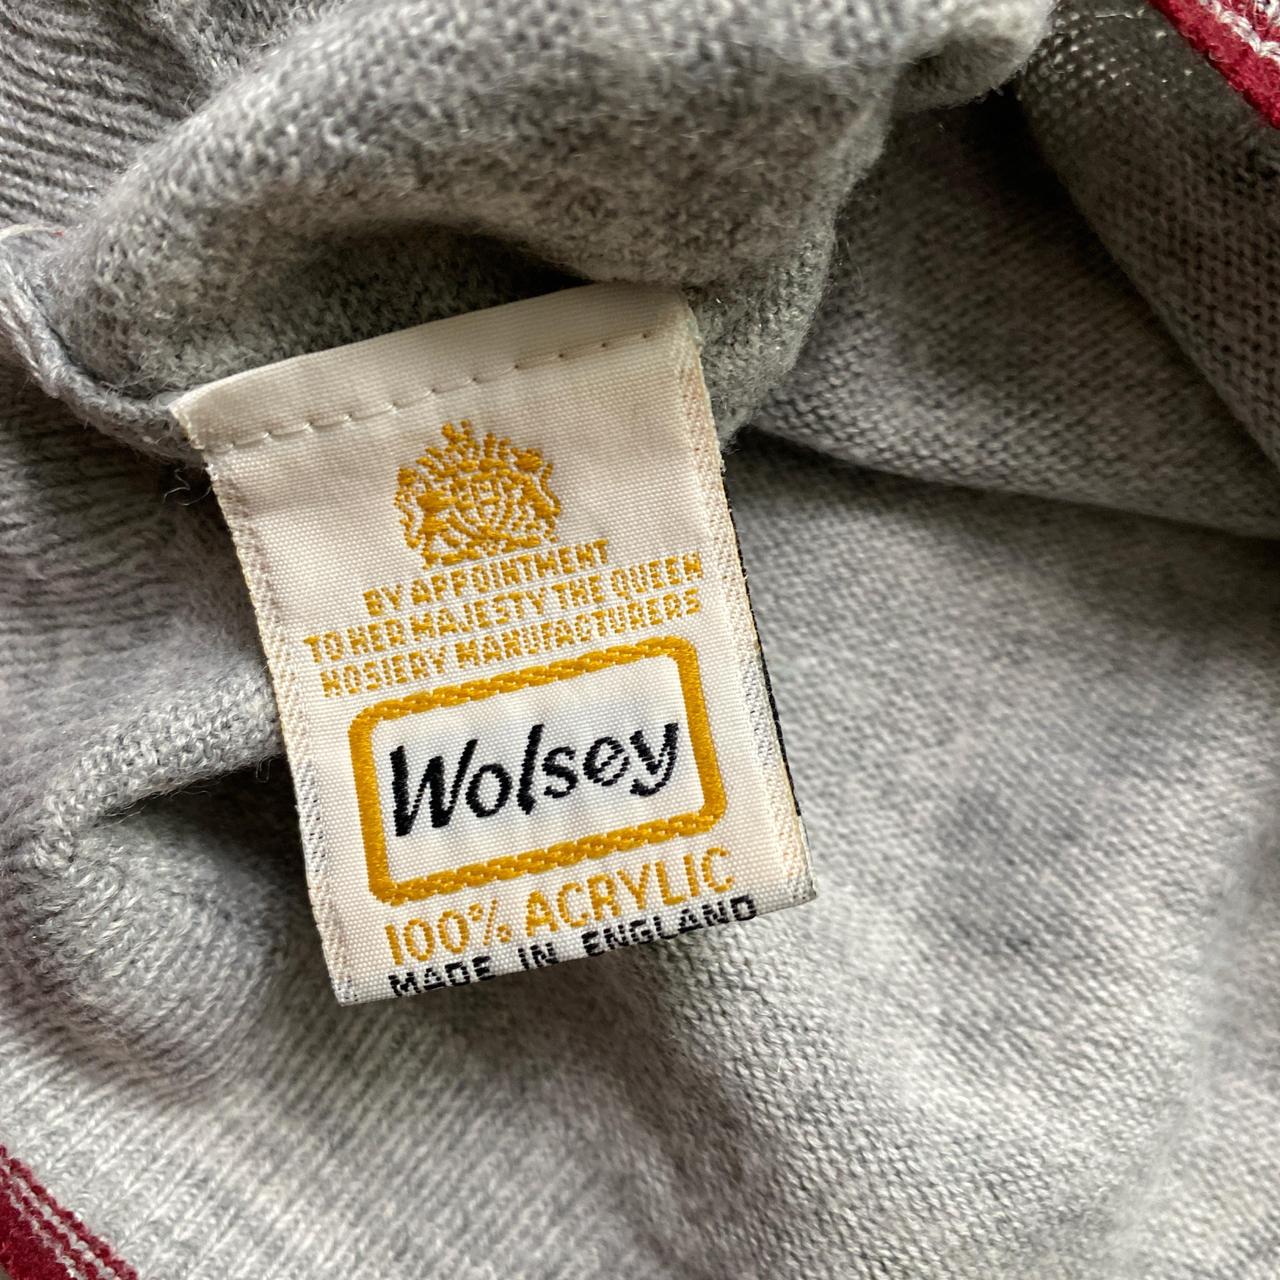 BY APPOINTMENT
TO HER MAJESTY THE QUEEN
HOSIERY MANUFACTURERS
Wolsey
100% ACRYLIC
MADE IN ENGLAND